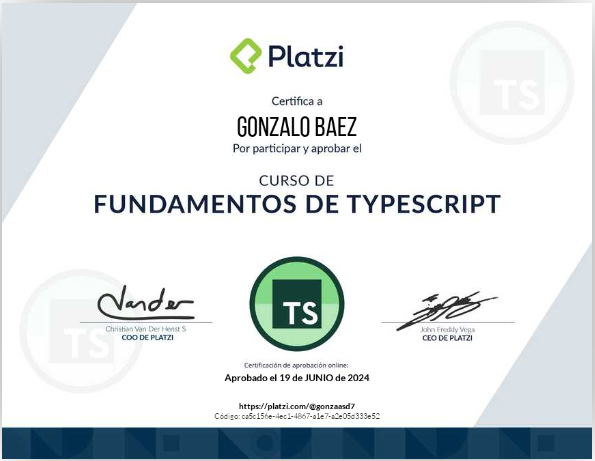 Platzi
TS
Certifica a
GONZALO BAEZ
Por participar y aprobar el
CURSO DE
FUNDAMENTOS DE TYPESCRIPT
TS
TS
Vander
Christian Van Der Henst S
COO DE PLATZI
John Freddy Vega
CEO DE PLATZI
Certificación de aprobación online:
Aprobado el 19 de JUNIO de 2024
https://platzi.com/@gonzaasd7
Código: ca5c156e-4ec1-4867-a1e7-a2e05d333e52